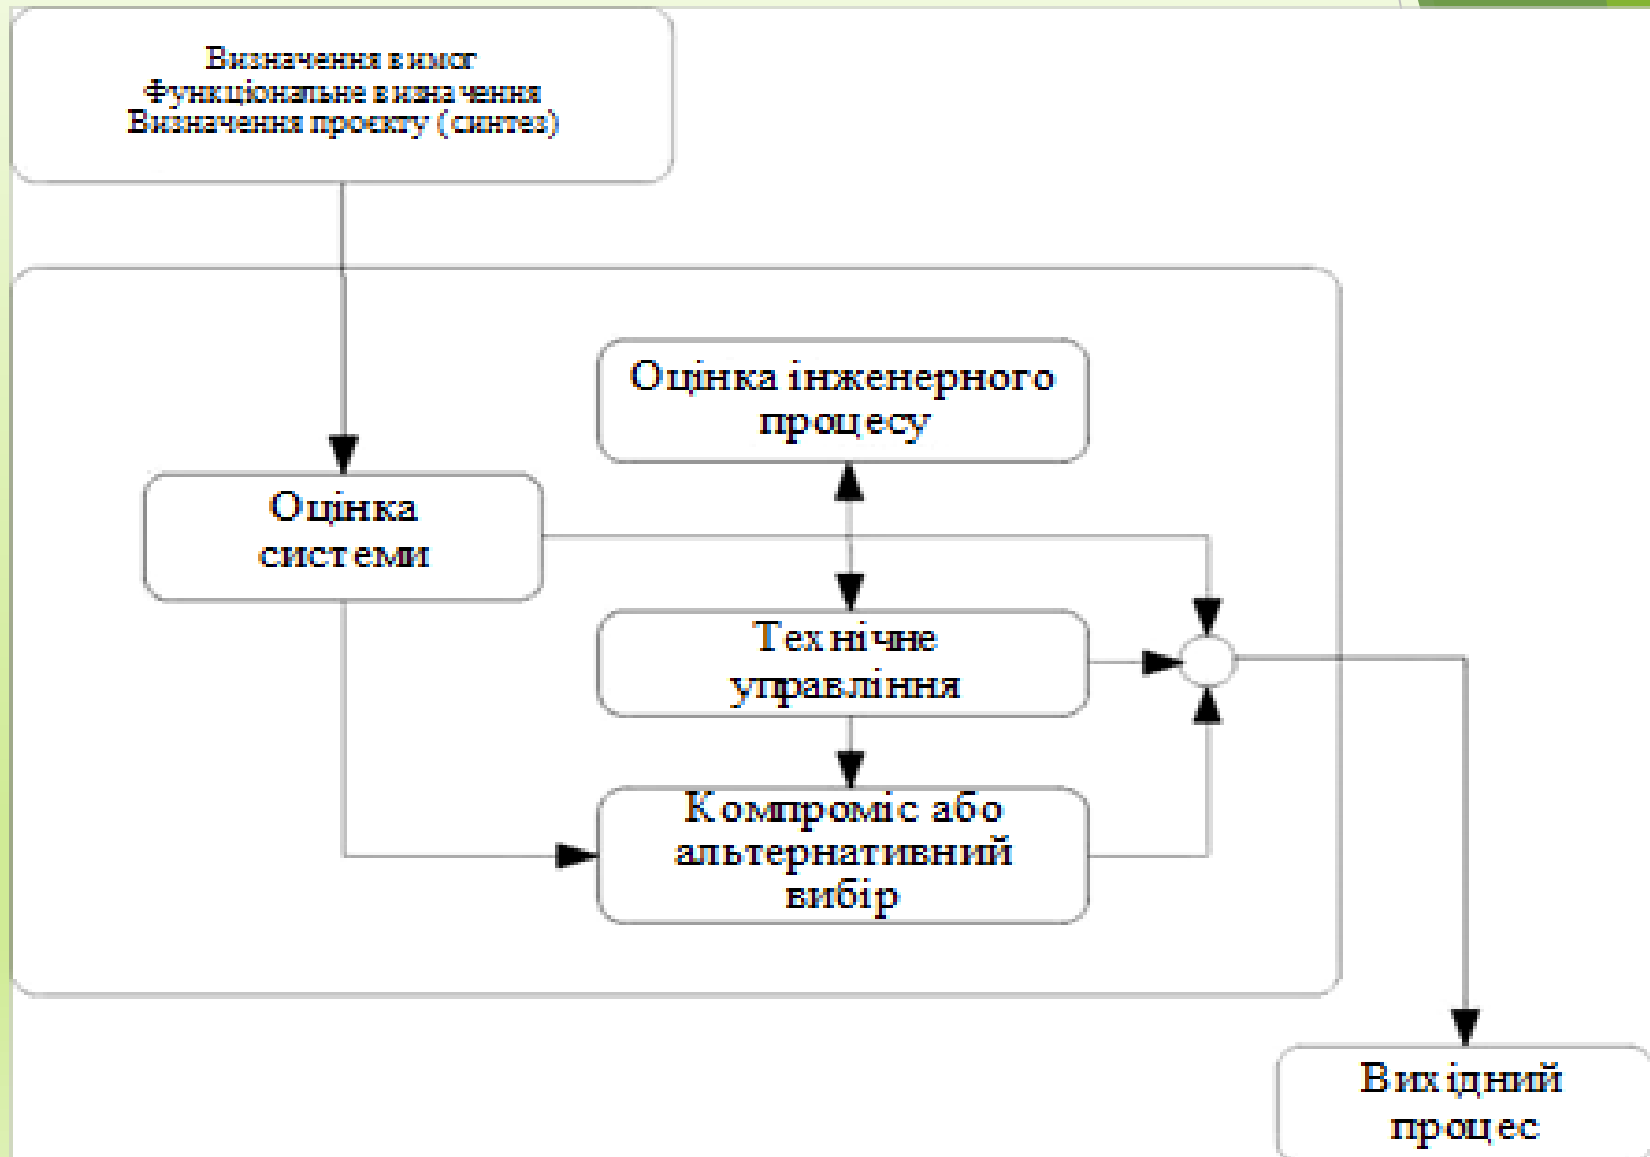 Визначення вимог
Функціональне визначення
Визначення проєкту (синтез)
Оцінка інженерного
процесу
Оцінка
системи
Технічне
управління
Компроміс або
альтернативний
вибір
Вихідний
процес